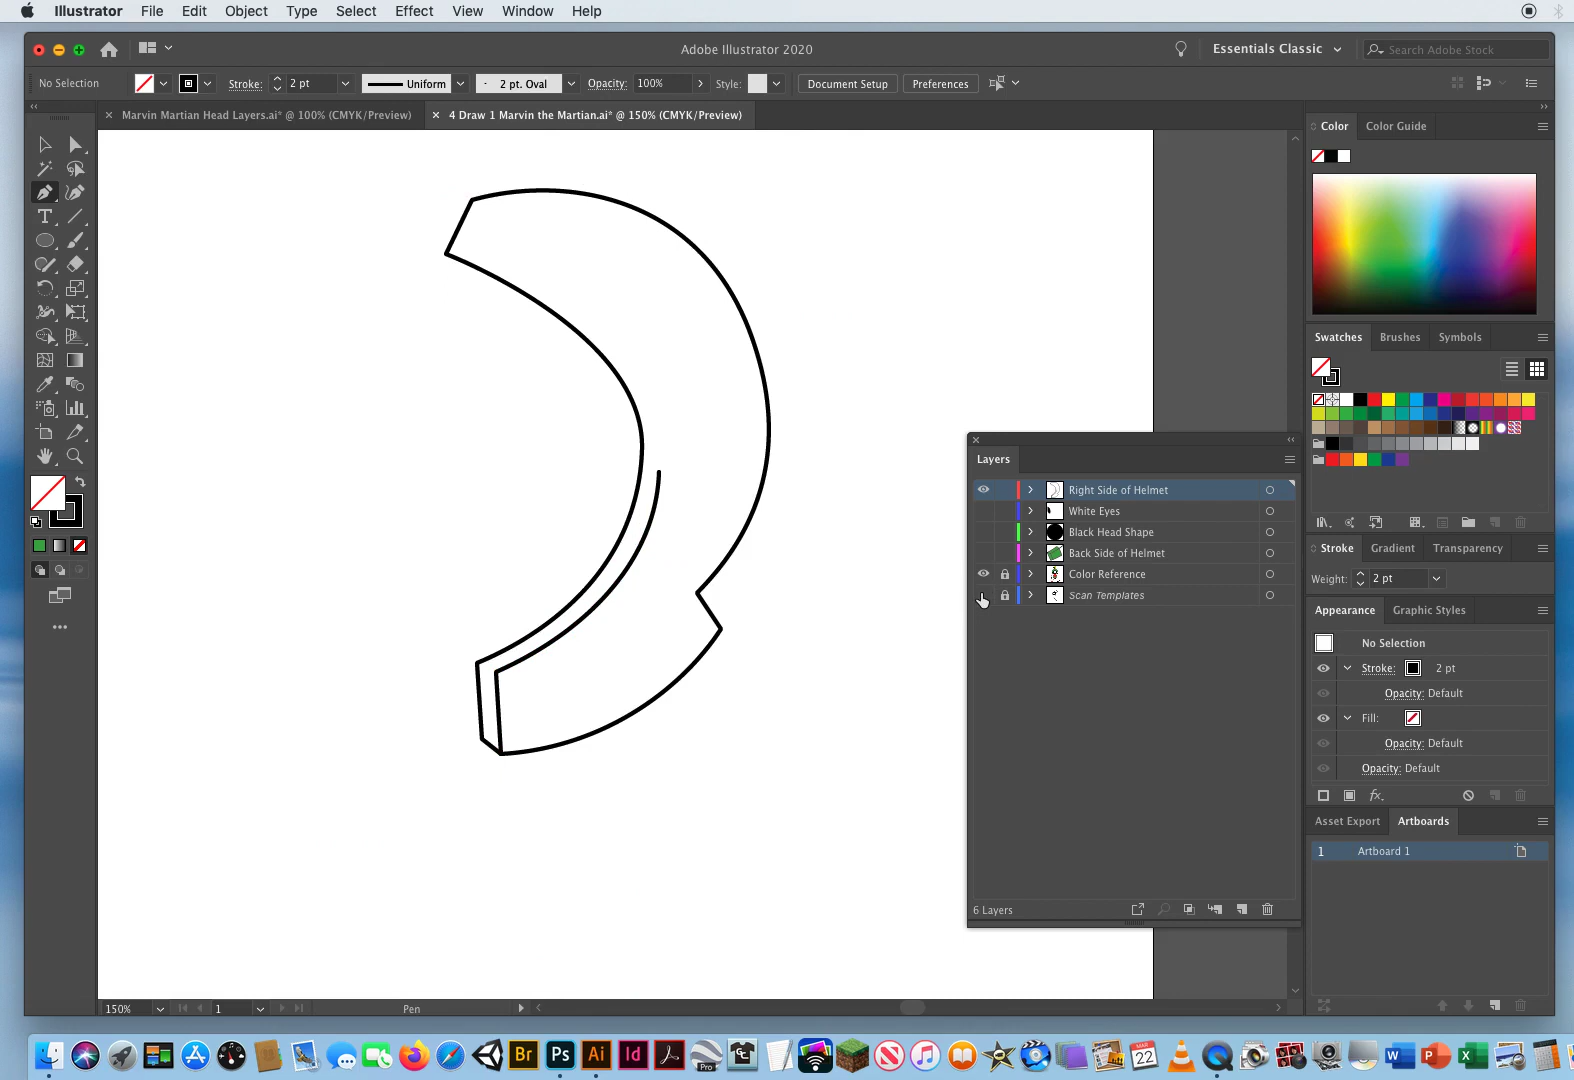 Illustrator File Edit Object Type Select Effect View Window Help
Adobe Illustrator 2020
Essentials Classic
Search Adobe Stock
No Selection
Stroke: 2 pt
Uniform
2 pt. Oval
Opacity: 100%
Style:
Document Setup
Preferences
Marvin Martian Head Layers.ai* @ 100% (CMYK/Preview)
4 Draw 1 Marvin the Martian.ai* @ 150% (CMYK/Preview)
Color Color Guide
Swatches Brushes Symbols
Layers
Right Side of Helmet
White Eyes
Black Head Shape
Back Side of Helmet
Color Reference
Scan Templates
6 Layers
Stroke Gradient Transparency
Weight: 2 pt
Appearance Graphic Styles
No Selection
Stroke: 2 pt
Opacity: Default
Fill:
Opacity: Default
Opacity: Default
fx
Asset Export Artboards
1 Artboard 1
150% 1 Pen
Br Ps Ai Id Pro MAR 22 W P X